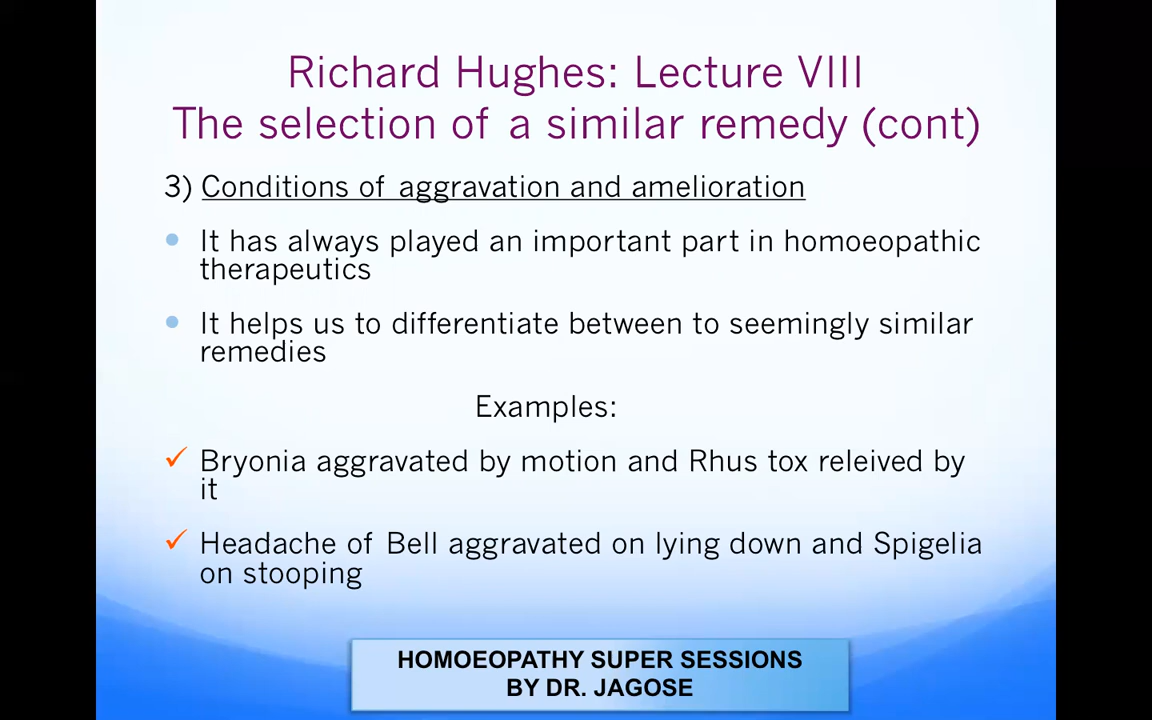 Richard Hughes: Lecture VIII
The selection of a similar remedy (cont)
3) Conditions of aggravation and amelioration
It has always played an important part in homoeopathic
therapeutics
It helps us to differentiate between to seemingly similar
remedies
Examples:
Bryonia aggravated by motion and Rhus tox releived by
it
Headache of Bell aggravated on lying down and Spigelia
on stooping
HOMOEOPATHY SUPER SESSIONS
BY DR. JAGOSE